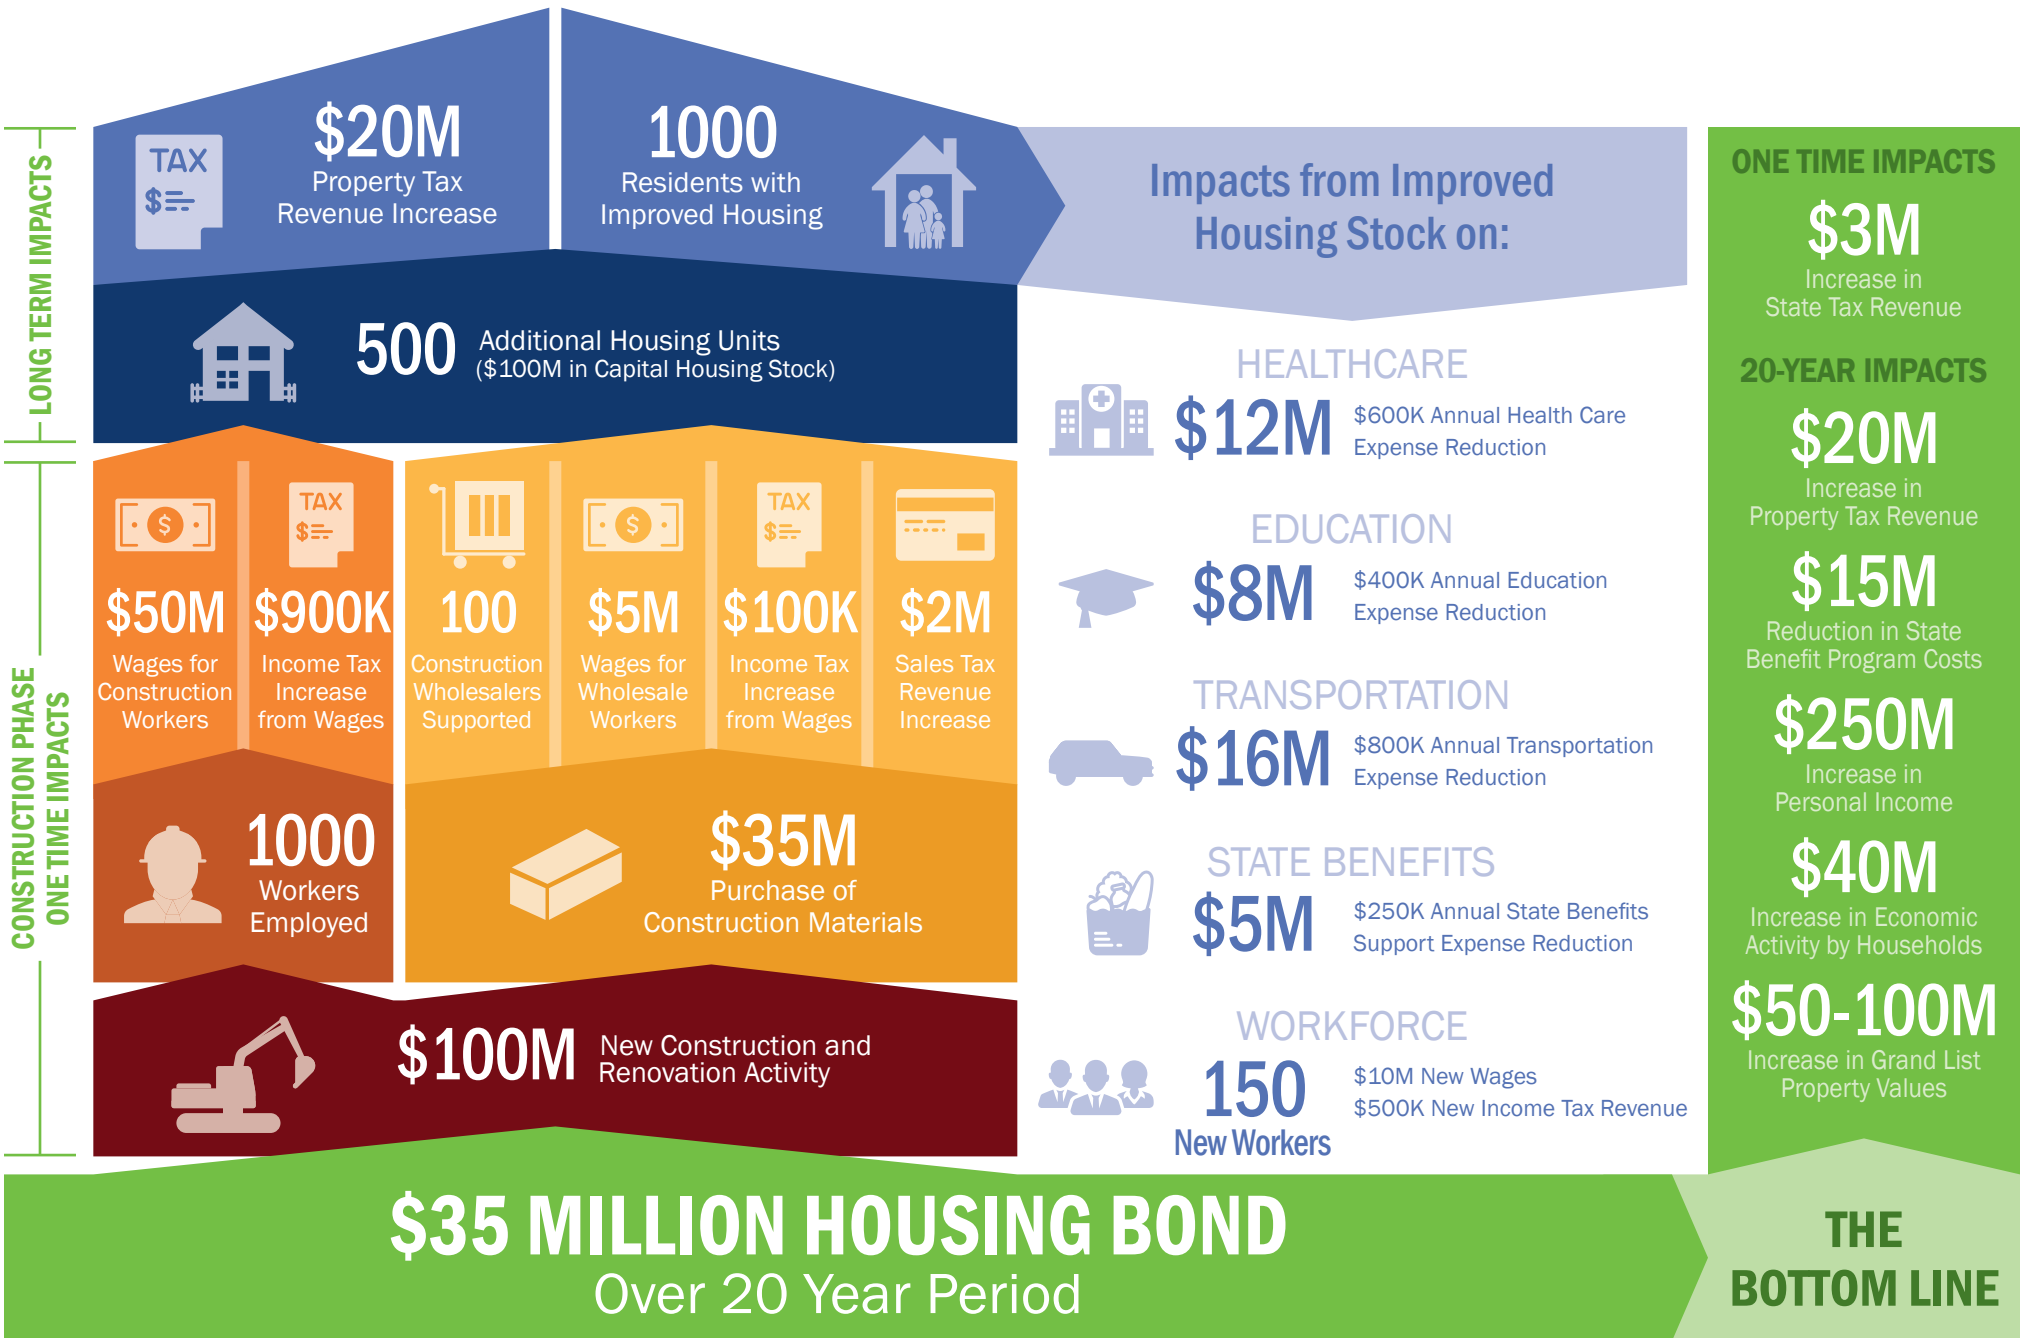 LONG TERM IMPACTS
TAX
$
$20M
Property Tax
Revenue Increase
1000
Residents with
Improved Housing
500
Additional Housing Units
($100M in Capital Housing Stock)
CONSTRUCTION PHASE
ONE TIME IMPACTS
$
$50M
Wages for
Construction
Workers
TAX
$
$900K
Income Tax
Increase
from Wages
100
Construction
Wholesalers
Supported
$
$5M
Wages for
Wholesale
Workers
TAX
$
$100K
Income Tax
Increase
from Wages
$2M
Sales Tax
Revenue
Increase
1000
Workers
Employed
$35M
Purchase of
Construction Materials
$100M
New Construction and
Renovation Activity
Impacts from Improved
Housing Stock on:
HEALTHCARE
$12M
$600K Annual Health Care
Expense Reduction
EDUCATION
$8M
$400K Annual Education
Expense Reduction
TRANSPORTATION
$16M
$800K Annual Transportation
Expense Reduction
STATE BENEFITS
$5M
$250K Annual State Benefits
Support Expense Reduction
WORKFORCE
150
New Workers
$10M New Wages
$500K New Income Tax Revenue
ONE TIME IMPACTS
$3M
Increase in
State Tax Revenue
20-YEAR IMPACTS
$20M
Increase in
Property Tax Revenue
$15M
Reduction in State
Benefit Program Costs
$250M
Increase in
Personal Income
$40M
Increase in Economic
Activity by Households
$50-100M
Increase in Grand List
Property Values
$35 MILLION HOUSING BOND
Over 20 Year Period
THE
BOTTOM LINE